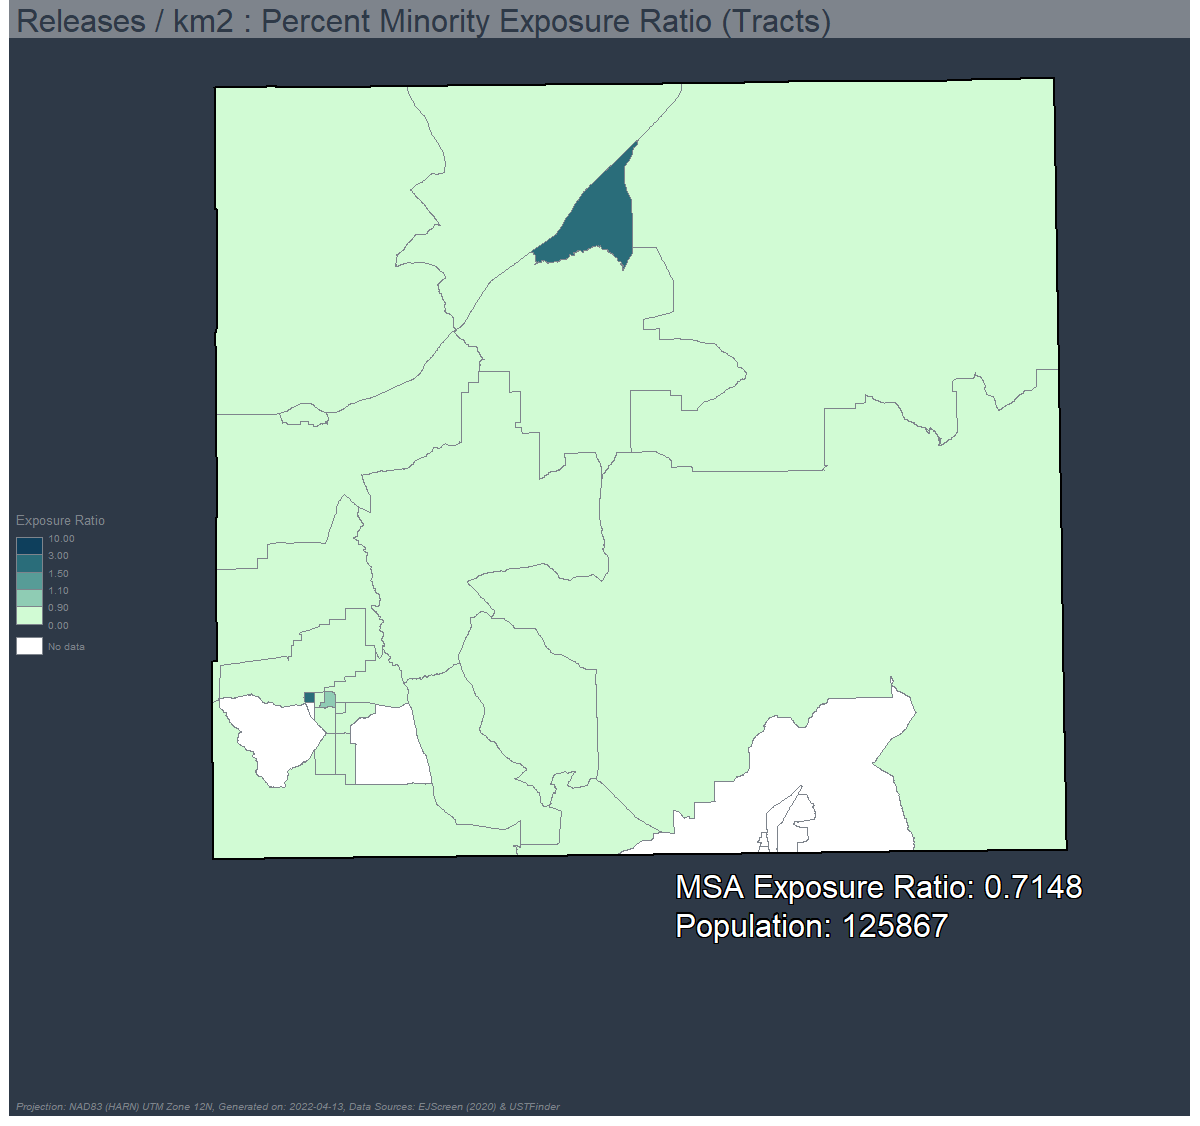 Releases / km2 : Percent Minority Exposure Ratio (Tracts)
Exposure Ratio
10.00
3.00
1.50
1.10
0.90
0.00
No data
MSA Exposure Ratio: 0.7148
Population: 125867
Projection: NAD83 (HARN) UTM Zone 12N, Generated on: 2022-04-13, Data Sources: EJScreen (2020) & USTFinder